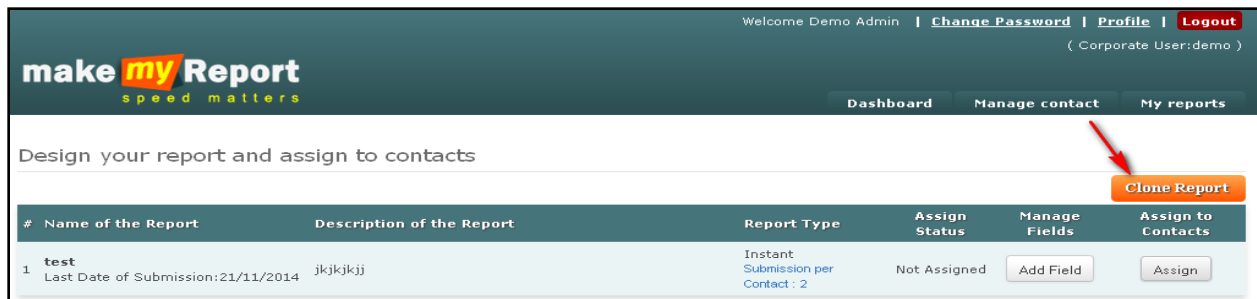 Welcome Demo Admin | Change Password | Profile | Logout
( Corporate User:demo )
make my Report
speed matters
Dashboard Manage contact My reports
Design your report and assign to contacts
Clone Report
# Name of the Report Description of the Report Report Type Assign Status Manage Fields Assign to Contacts
1 test
Last Date of Submission:21/11/2014
jkjkjkjj
Instant
Submission per
Contact : 2
Not Assigned Add Field Assign